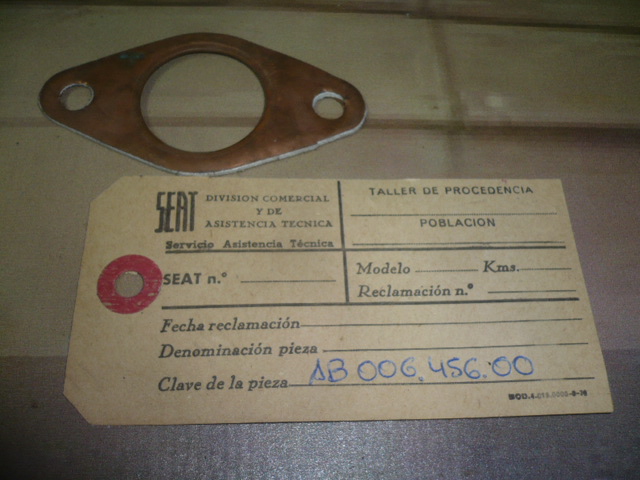 SEAT
DIVISION COMERCIAL
Y DE
ASISTENCIA TECNICA
Servicio Asistencia Técnica
TALLER DE PROCEDENCIA
POBLACION
SEAT n.º
Modelo Kms.
Reclamación n.º
Fecha reclamación
Denominación pieza
Clave de la pieza AB 006.456.00